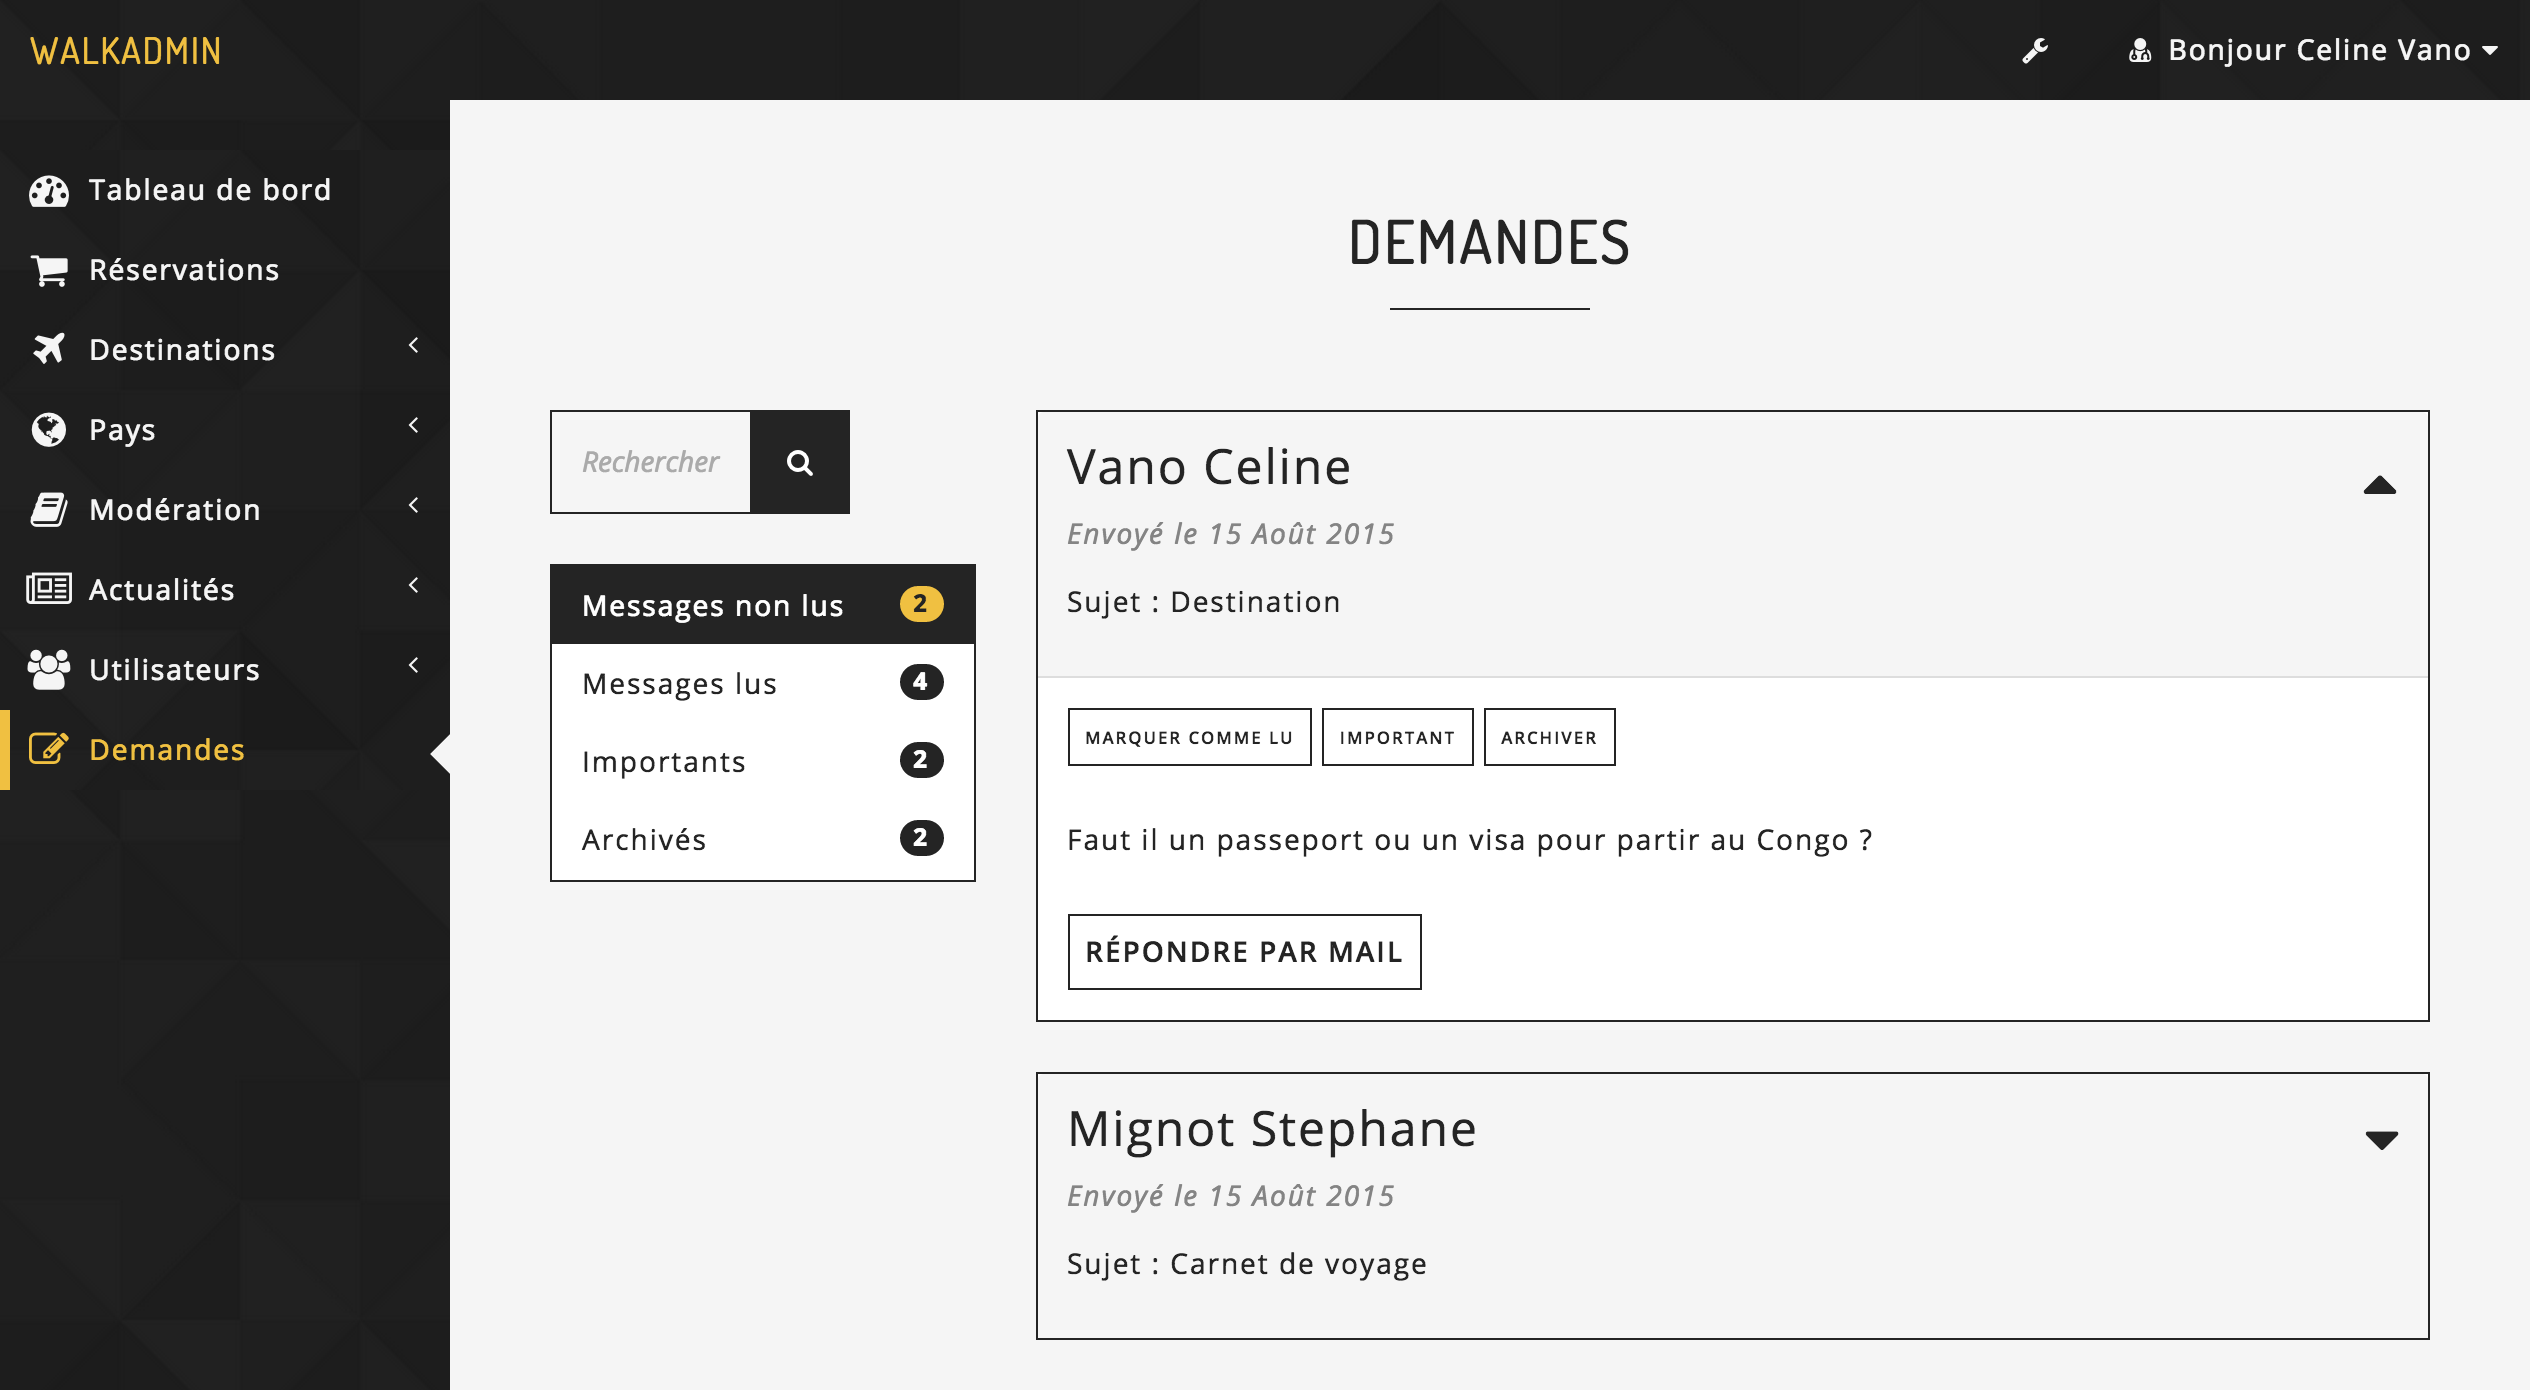 WALKADMIN
Bonjour Celine Vano
Tableau de bord
Réservations
Destinations
Pays
Modération
Actualités
Utilisateurs
Demandes
DEMANDES
Rechercher
Messages non lus 2
Messages lus 4
Importants 2
Archivés 2
Vano Celine
Envoyé le 15 Août 2015
Sujet : Destination
MARQUER COMME LU IMPORTANT ARCHIVER
Faut il un passeport ou un visa pour partir au Congo ?
RÉPONDRE PAR MAIL
Mignot Stephane
Envoyé le 15 Août 2015
Sujet : Carnet de voyage